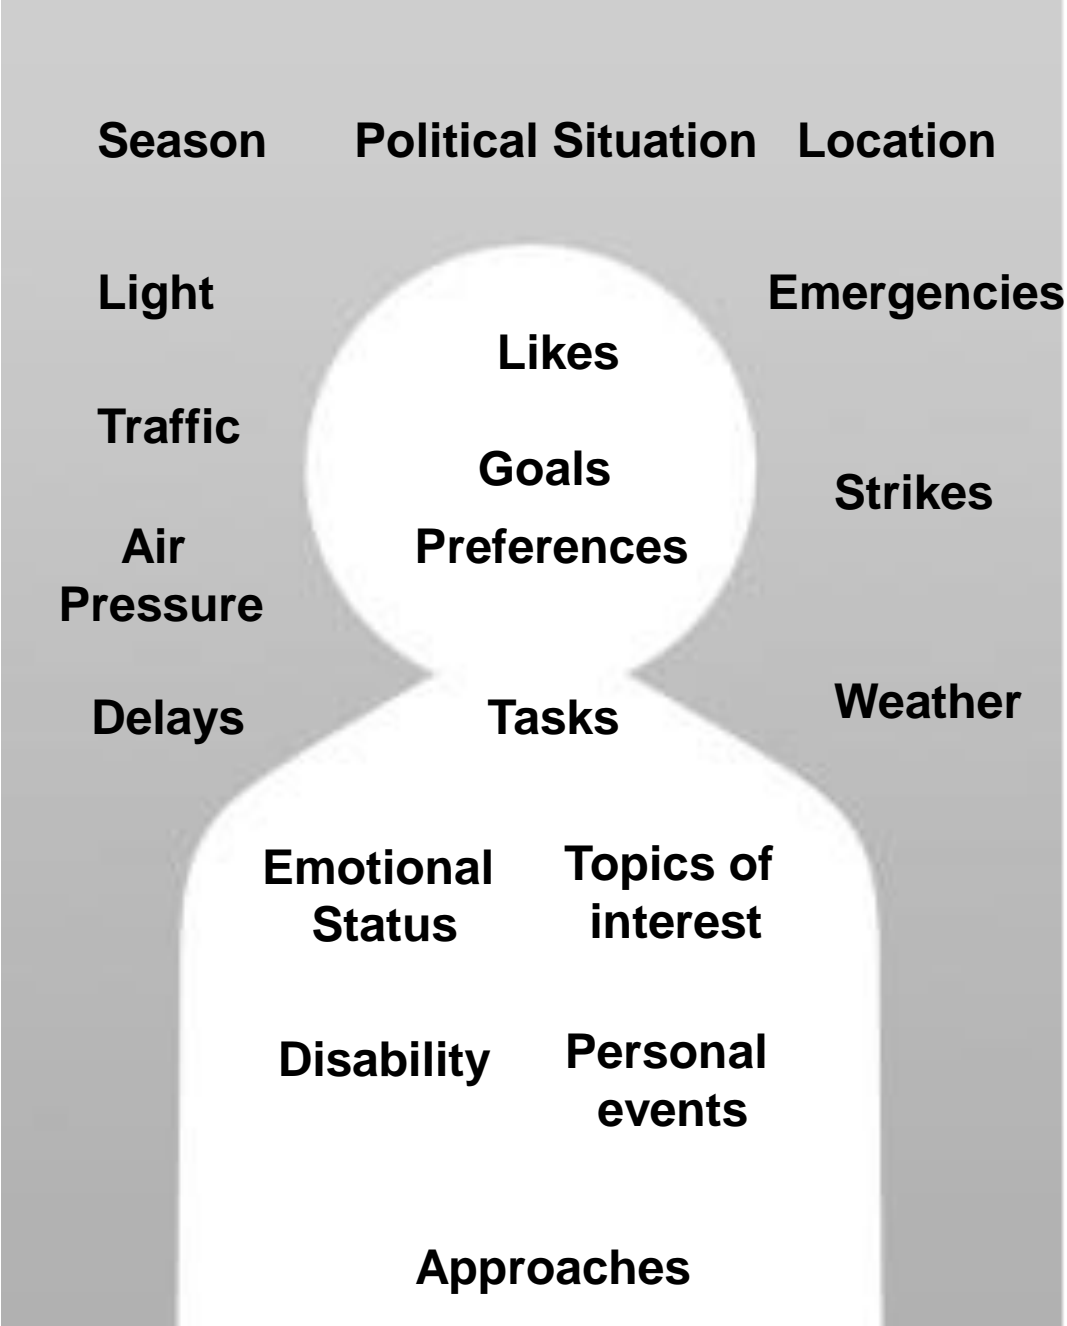 Season Political Situation Location
Light
Emergencies
Likes
Traffic
Goals
Strikes
Air
Pressure
Preferences
Weather
Delays
Tasks
Emotional
Status
Topics of
interest
Disability
Personal
events
Approaches